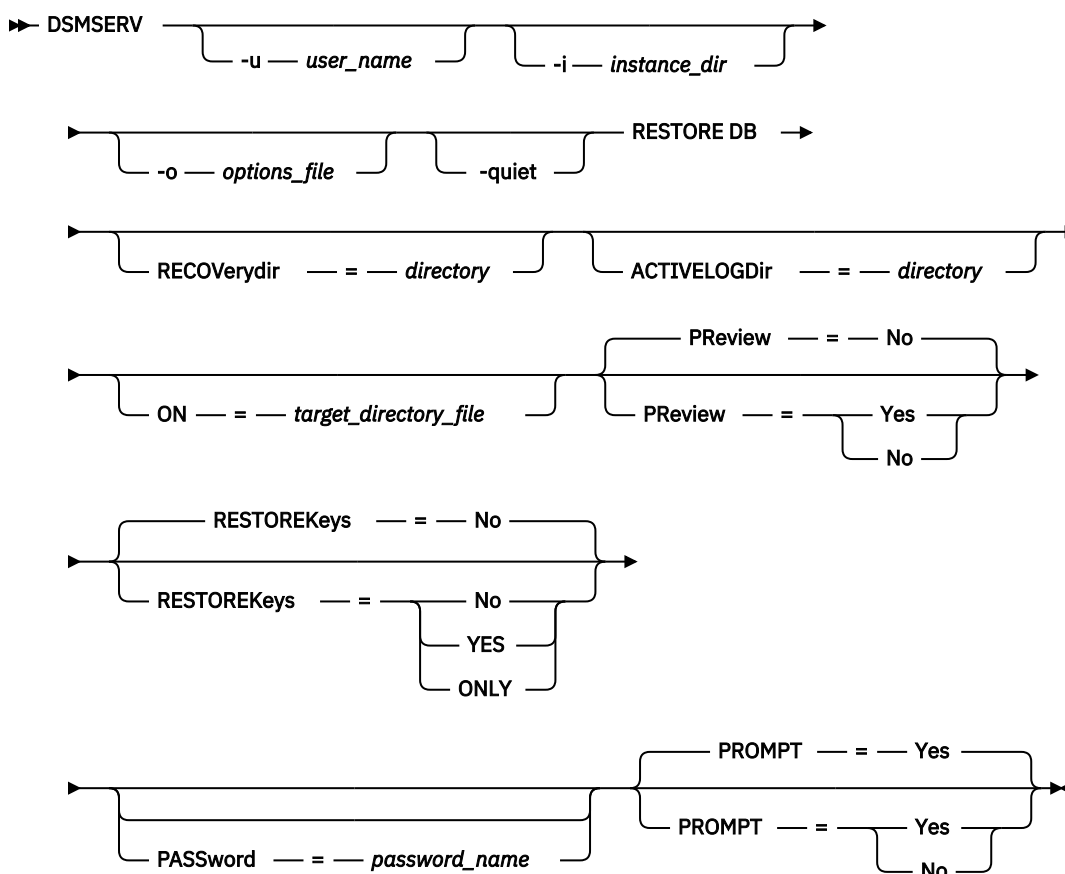 DSMSERV
-u user_name
-i instance_dir
RESTORE DB
-o options_file
-quiet
RECOVerydir = directory
ACTIVELOGDir = directory
PReview = No
ON = target_directory_file
PReview = Yes
No
RESTOREKeys = No
RESTOREKeys = No
YES
ONLY
PROMPT = Yes
PROMPT = Yes
PASSword = password_name
No